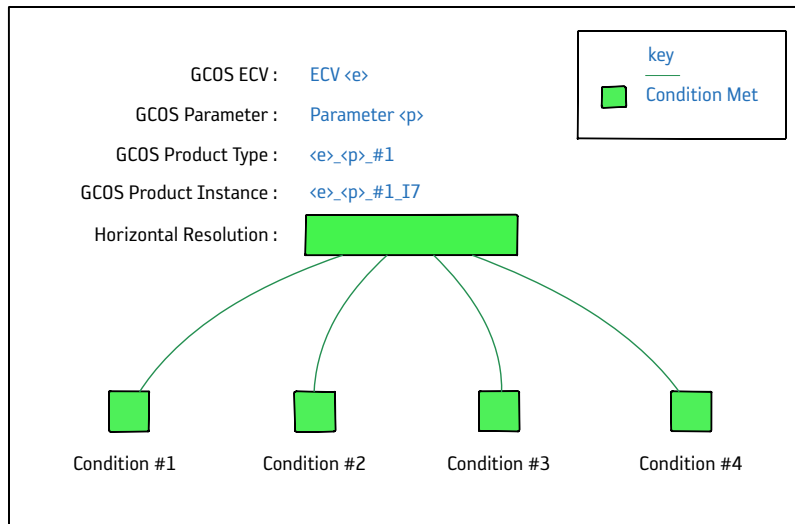 key
Condition Met
GCOS ECV : ECV <e>
GCOS Parameter : Parameter <p>
GCOS Product Type : <e>_<p>_#1
GCOS Product Instance : <e>_<p>_#1_I7
Horizontal Resolution :
Condition #1 Condition #2 Condition #3 Condition #4